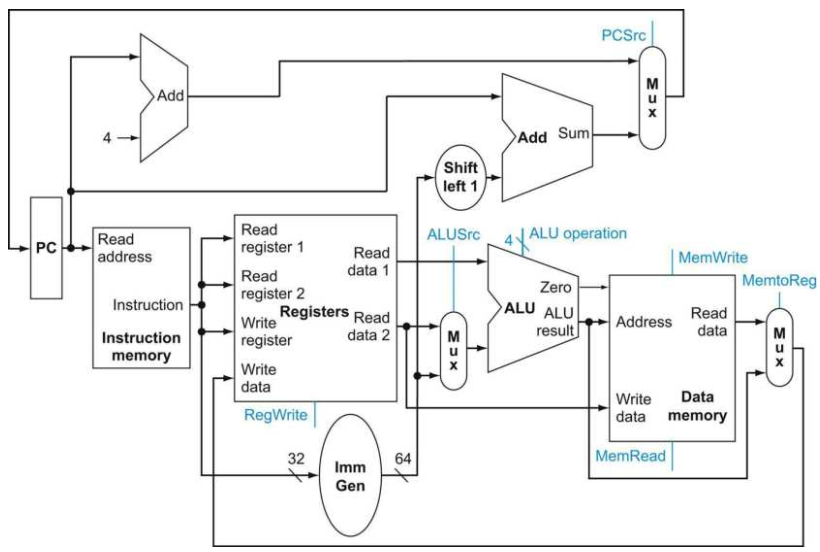 PCSrc
Add
4
Mux
Add
Sum
Shift
left 1
PC
Read
address
Instruction
Instruction
memory
Read
register 1
Read
register 2
Write
register
Write
data
Registers
Read
data 1
Read
data 2
RegWrite
ALUSrc
Mux
4
ALU operation
Zero
ALU
ALU
result
MemWrite
Address
Read
data
Write
data
Data
memory
MemRead
MemtoReg
Mux
32
Imm
Gen
64